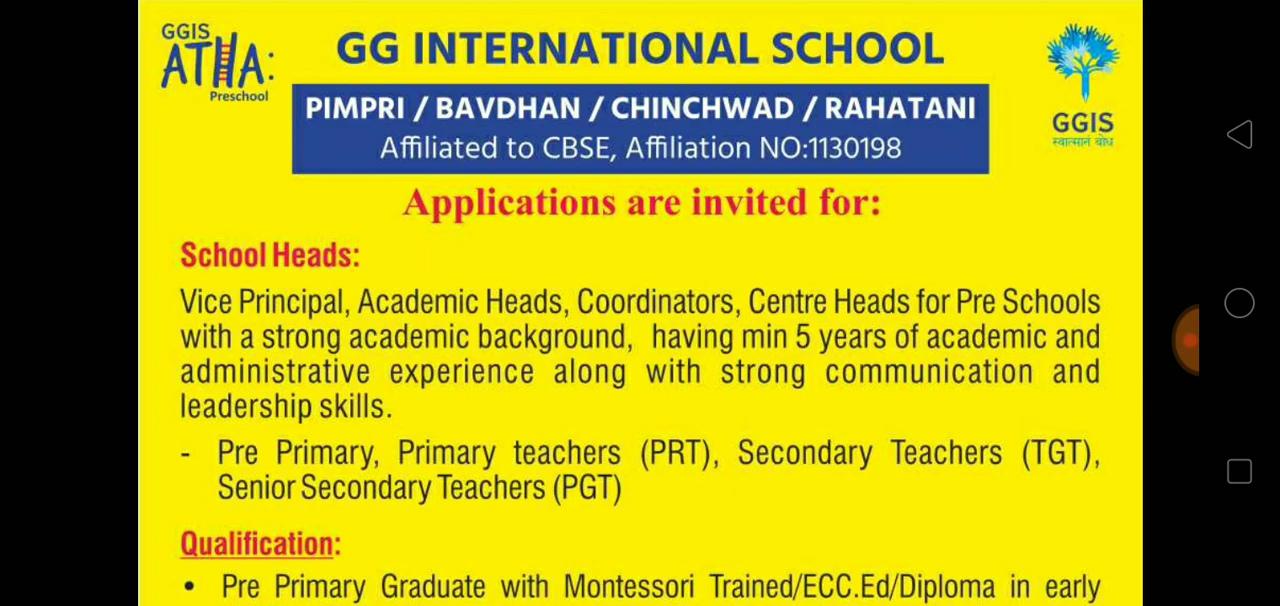 GGIS
ATHA:
Preschool
GG INTERNATIONAL SCHOOL
PIMPRI / BAVDHAN / CHINCHWAD / RAHATANI
Affiliated to CBSE, Affiliation NO:1130198
GGIS
स्वात्मानं बोध
Applications are invited for:
School Heads:
Vice Principal, Academic Heads, Coordinators, Centre Heads for Pre Schools
with a strong academic background, having min 5 years of academic and
administrative experience along with strong communication and
leadership skills.
- Pre Primary, Primary teachers (PRT), Secondary Teachers (TGT),
Senior Secondary Teachers (PGT)
Qualification:
• Pre Primary Graduate with Montessori Trained/ECC.Ed/Diploma in early